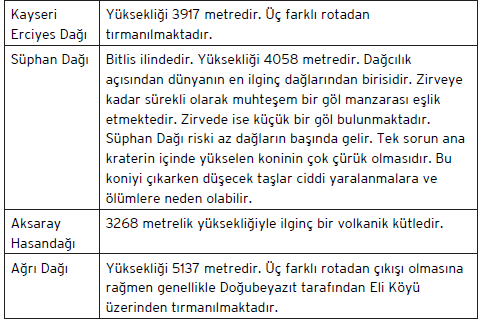 Kayseri
Erciyes Dağı
Yüksekliği 3917 metredir. Üç farklı rotadan
tırmanılmaktadır.
Süphan Dağı
Bitlis ilindedir. Yüksekliği 4058 metredir. Dağcılık
açısından dünyanın en ilginç dağlarından birisidir. Zirveye
kadar sürekli olarak muhteşem bir göl manzarası eşlik
etmektedir. Zirvede ise küçük bir göl bulunmaktadır.
Süphan Dağı riski az dağların başında gelir. Tek sorun ana
kraterin içinde yükselen koninin çok çürük olmasıdır. Bu
koniyi çıkarken düşecek taşlar ciddi yaralanmalara ve
ölümlere neden olabilir.
Aksaray
Hasandağı
3268 metrelik yüksekliğiyle ilginç bir volkanik kütledir.
Ağrı Dağı
Yüksekliği 5137 metredir. Üç farklı rotadan çıkışı olmasına
rağmen genellikle Doğubeyazıt tarafından Eli Köyü
üzerinden tırmanılmaktadır.